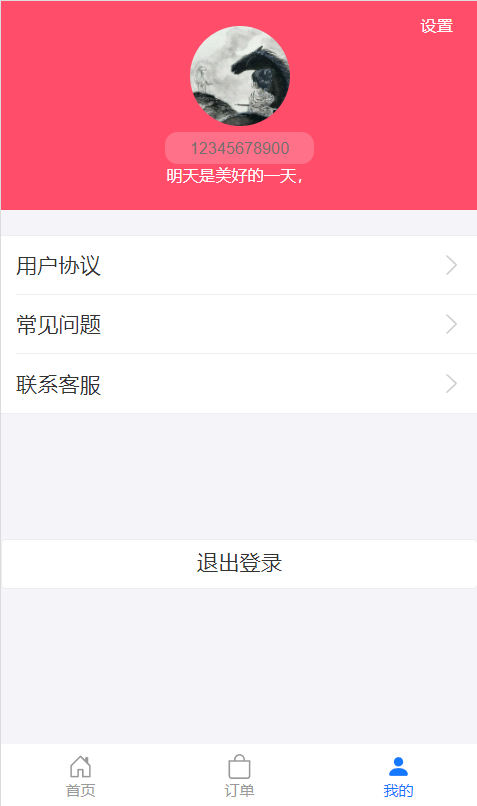 设置
12345678900
明天是美好的一天，
用户协议
常见问题
联系客服
退出登录
首页
订单
我的